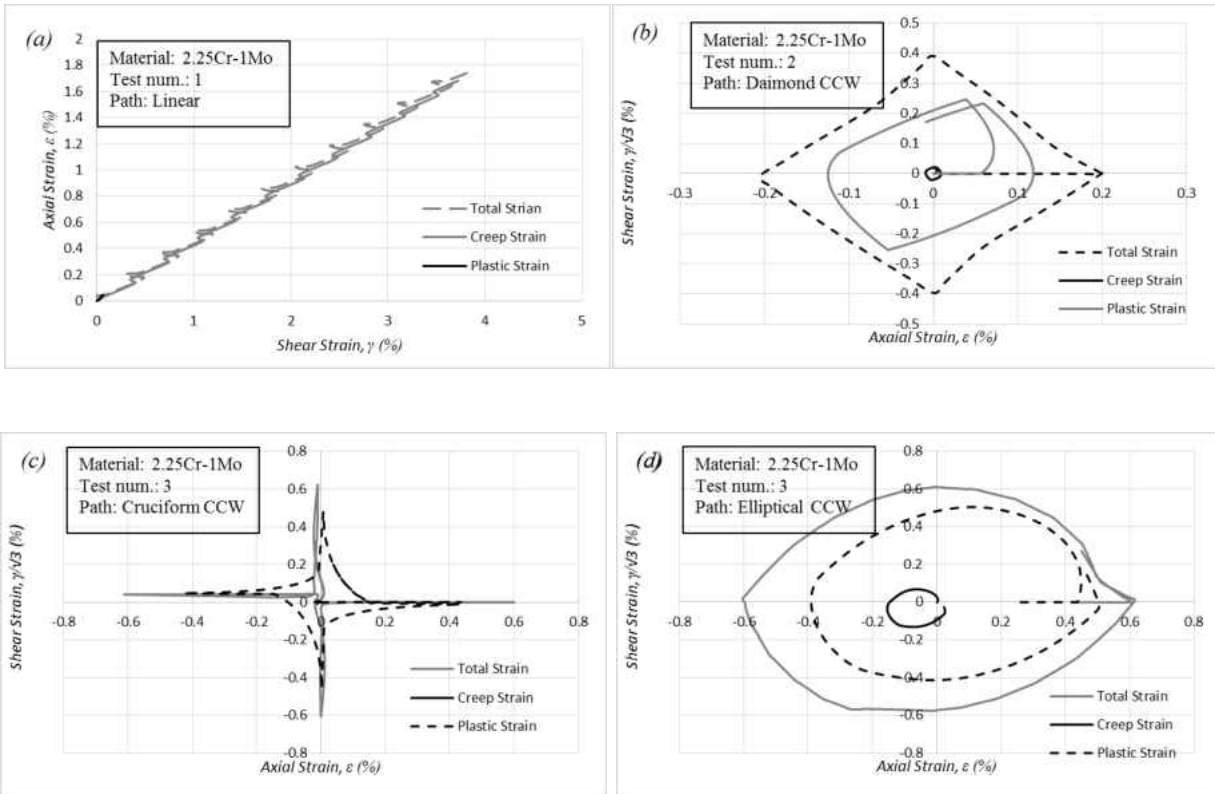 (a)
Material: 2.25Cr-1Mo
Test num.: 1
Path: Linear
Axial Strain, ε (%)
2
1.8
1.6
1.4
1.2
1
0.8
0.6
0.4
0.2
0
0 1 2 3 4 5
Shear Strain, γ (%)
Total Strian
Creep Strain
Plastic Strain
(b)
Material: 2.25Cr-1Mo
Test num.: 2
Path: Daimond CCW
Shear Strain, γ/√3 (%)
0.5
0.4
0.3
0.2
0.1
0
-0.1
-0.2
-0.3
-0.4
-0.5
-0.3 -0.2 -0.1 0 0.1 0.2 0.3
Axaial Strain, ε (%)
Total Strain
Creep Strain
Plastic Strain
(c)
Material: 2.25Cr-1Mo
Test num.: 3
Path: Cruciform CCW
Shear Strain, γ/√3 (%)
0.8
0.6
0.4
0.2
0
-0.2
-0.4
-0.6
-0.8
-0.8 -0.6 -0.4 -0.2 0 0.2 0.4 0.6 0.8
Axial Strain, ε (%)
Total Strain
Creep Strain
Plastic Strain
(d)
Material: 2.25Cr-1Mo
Test num.: 3
Path: Elliptical CCW
Shear Strain, γ/√3 (%)
0.8
0.6
0.4
0.2
0
-0.2
-0.4
-0.6
-0.8
-0.8 -0.6 -0.4 -0.2 0 0.2 0.4 0.6 0.8
Axial Strain, ε (%)
Total Strain
Creep Strain
Plastic Strain